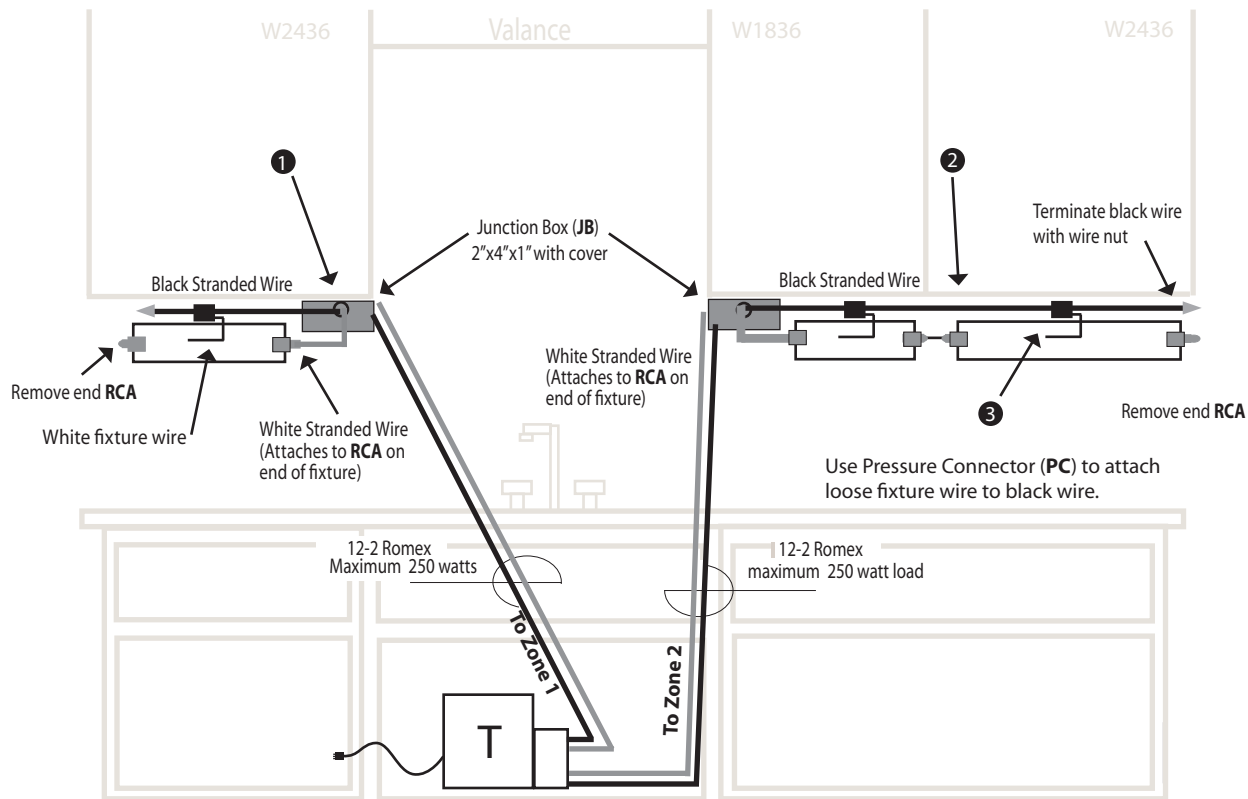 W2436
Valance
W1836
W2436
1
2
Terminate black wire
with wire nut
Junction Box (JB)
2"x4"x1" with cover
Black Stranded Wire
Black Stranded Wire
White Stranded Wire
(Attaches to RCA on
end of fixture)
Remove end RCA
3
Remove end RCA
White fixture wire
White Stranded Wire
(Attaches to RCA on
end of fixture)
Use Pressure Connector (PC) to attach
loose fixture wire to black wire.
12-2 Romex
Maximum 250 watts
12-2 Romex
maximum 250 watt load
To Zone 1
To Zone 2
T